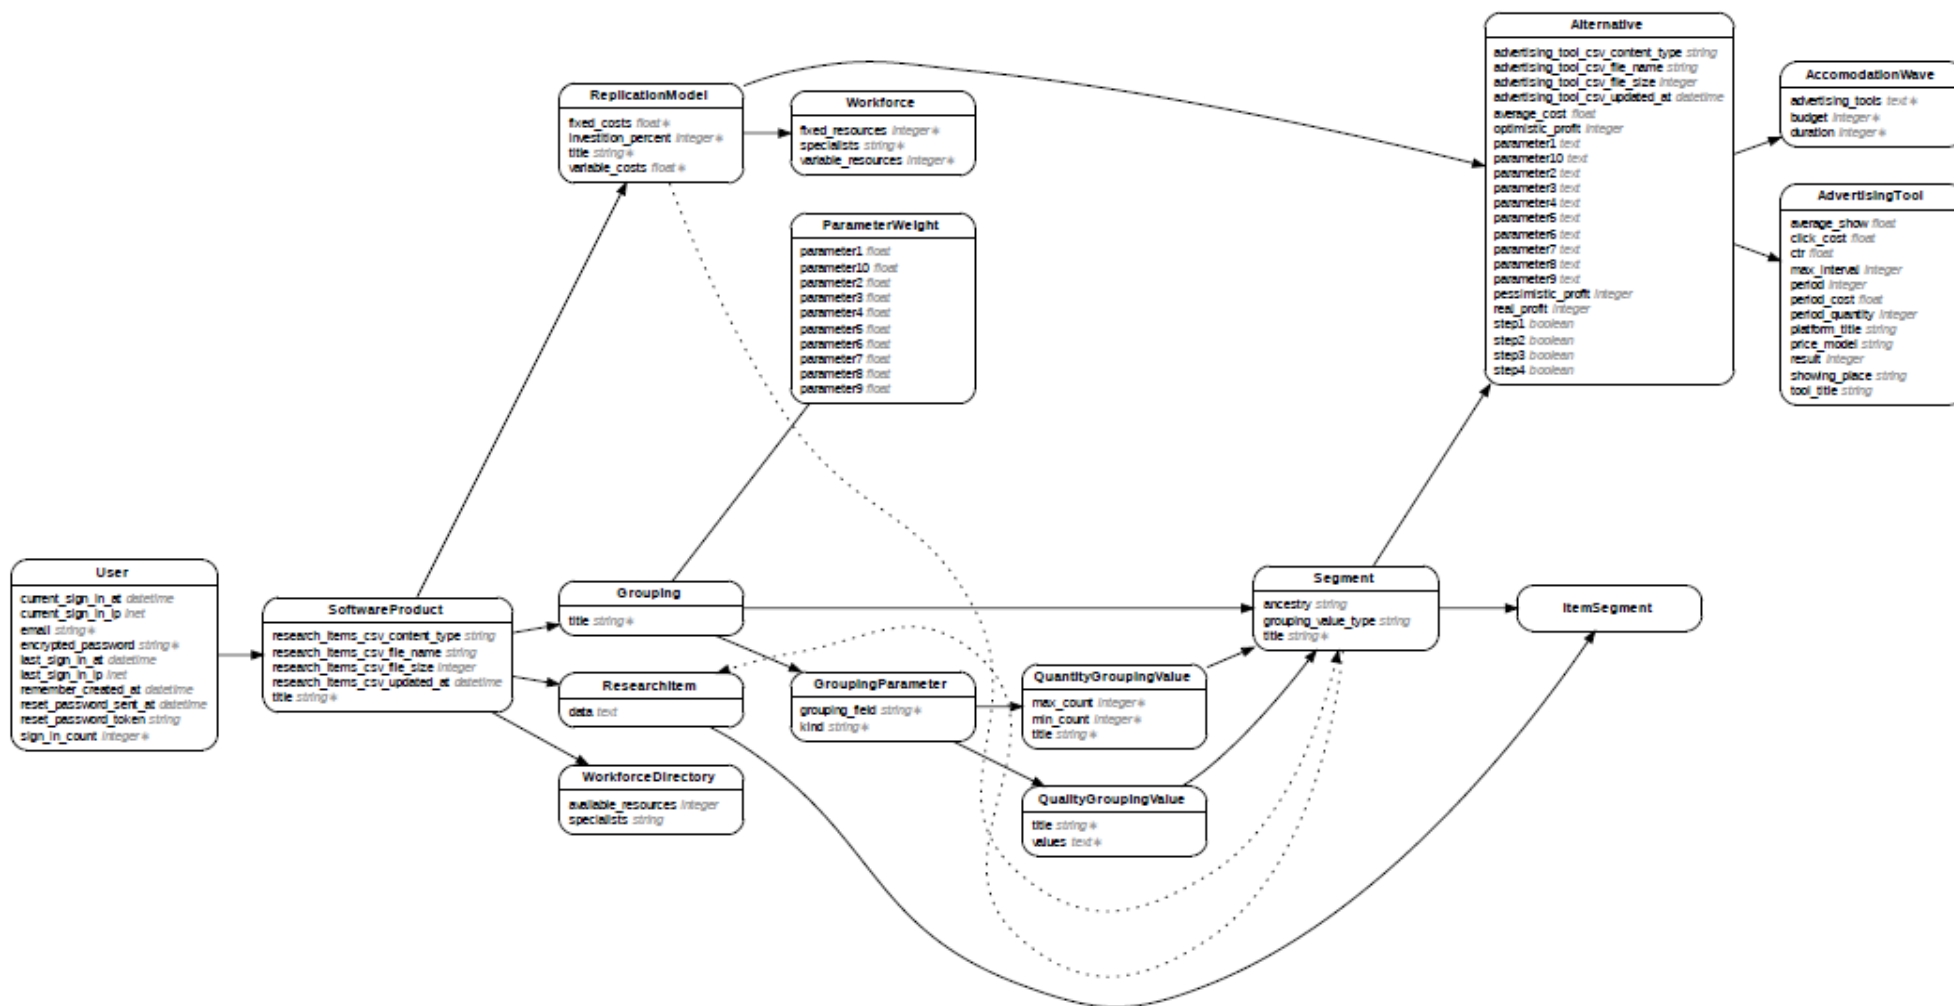 Alternative
advertising_tool_csv_content_type string
advertising_tool_csv_file_name string
advertising_tool_csv_file_size integer
advertising_tool_csv_updated_at datetime
average_cost float
optimistic_profit integer
parameter1 text
parameter10 text
parameter2 text
parameter3 text
parameter4 text
parameter5 text
parameter6 text
parameter7 text
parameter8 text
parameter9 text
pessimistic_profit integer
real_profit integer
step1 boolean
step2 boolean
step3 boolean
step4 boolean
AccomodationWave
advertising_tools text *
budget integer *
duration integer *
ReplicationModel
fixed_costs float *
investition_percent integer *
title string *
variable_costs float *
Workforce
fixed_resources integer *
specialists string *
variable_resources integer *
AdvertisingTool
average_show float
click_cost float
ctr float
max_interval integer
period integer
period_cost float
period_quantity integer
platform_title string
price_model string
result integer
showing_place string
tool_title string
ParameterWeight
parameter1 float
parameter10 float
parameter2 float
parameter3 float
parameter4 float
parameter5 float
parameter6 float
parameter7 float
parameter8 float
parameter9 float
User
current_sign_in_at datetime
current_sign_in_ip inet
email string *
encrypted_password string *
last_sign_in_at datetime
last_sign_in_ip inet
remember_created_at datetime
reset_password_sent_at datetime
reset_password_token string
sign_in_count integer *
SoftwareProduct
research_items_csv_content_type string
research_items_csv_file_name string
research_items_csv_file_size integer
research_items_csv_updated_at datetime
title string *
Grouping
title string *
Segment
ancestry string
grouping_value_type string
title string *
ItemSegment
ResearchItem
data text
GroupingParameter
grouping_field string *
kind string *
QuantityGroupingValue
max_count integer *
min_count integer *
title string *
WorkforceDirectory
available_resources integer
specialists string
QualityGroupingValue
title string *
values text *